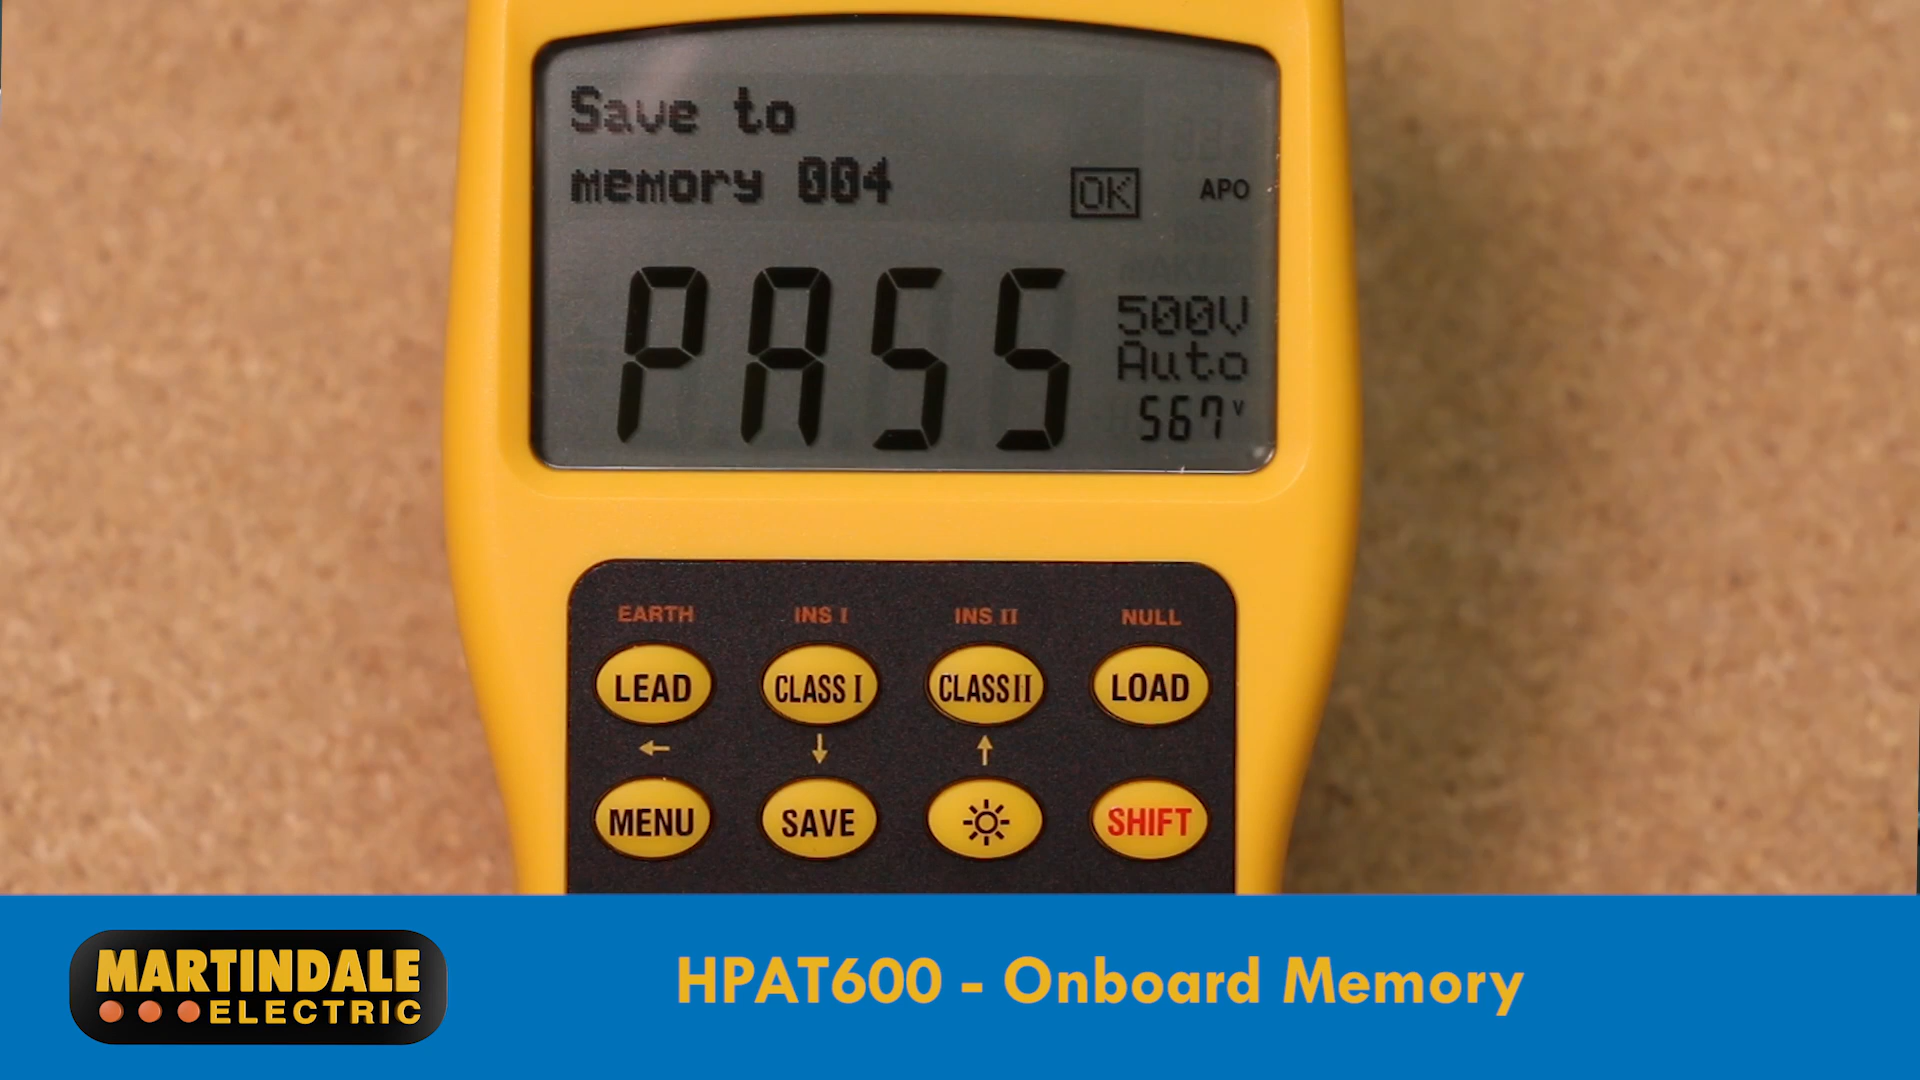 Save to
memory 004
OK
APO
PASS
500V
Auto
567 V
EARTH INS I INS II NULL
LEAD CLASS I CLASS II LOAD
← ↓ ↑
MENU SAVE SHIFT
MARTINDALE
ELECTRIC
HPAT600 - Onboard Memory